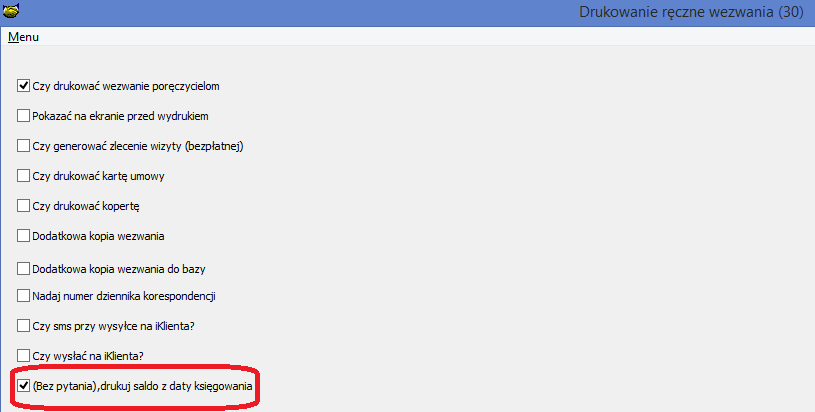 Drukowanie ręczne wezwania (30)
Menu
Czy drukować wezwanie poręczycielom
Pokazać na ekranie przed wydrukiem
Czy generować zlecenie wizyty (bezpłatnej)
Czy drukować kartę umowy
Czy drukować kopertę
Dodatkowa kopia wezwania
Dodatkowa kopia wezwania do bazy
Nadaj numer dziennika korespondencji
Czy sms przy wysyłce na iKlienta?
Czy wysłać na iKlienta?
(Bez pytania),drukuj saldo z daty księgowania